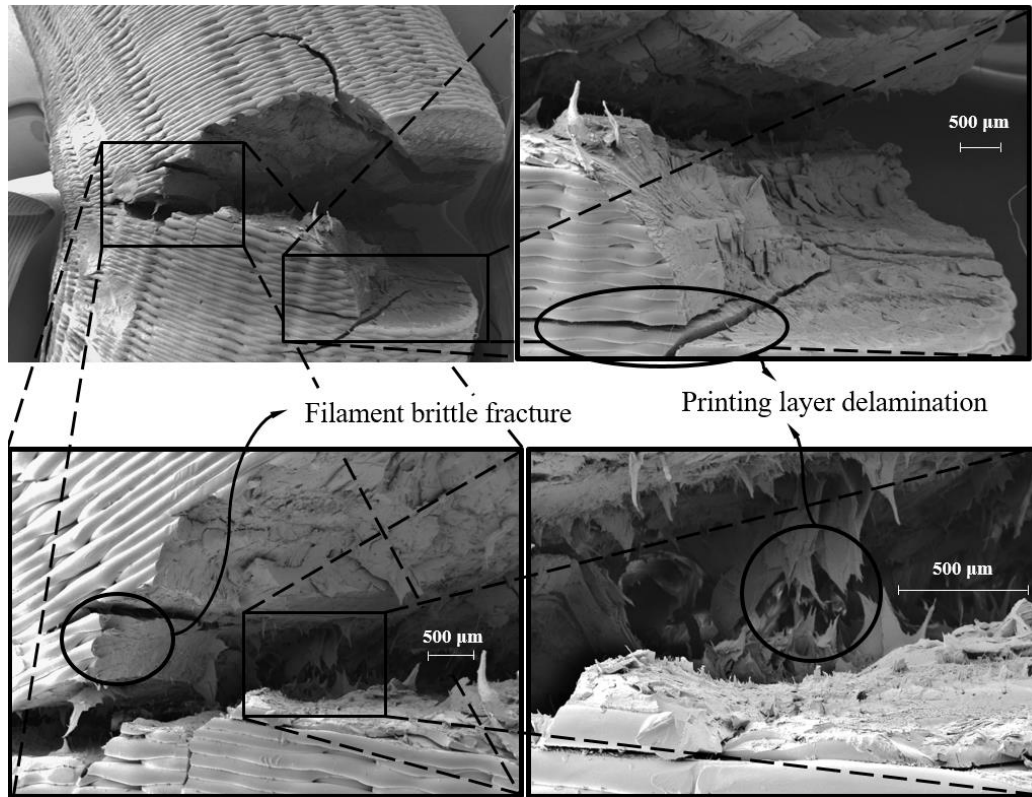 500 μm
Filament brittle fracture
Printing layer delamination
500 μm
500 μm